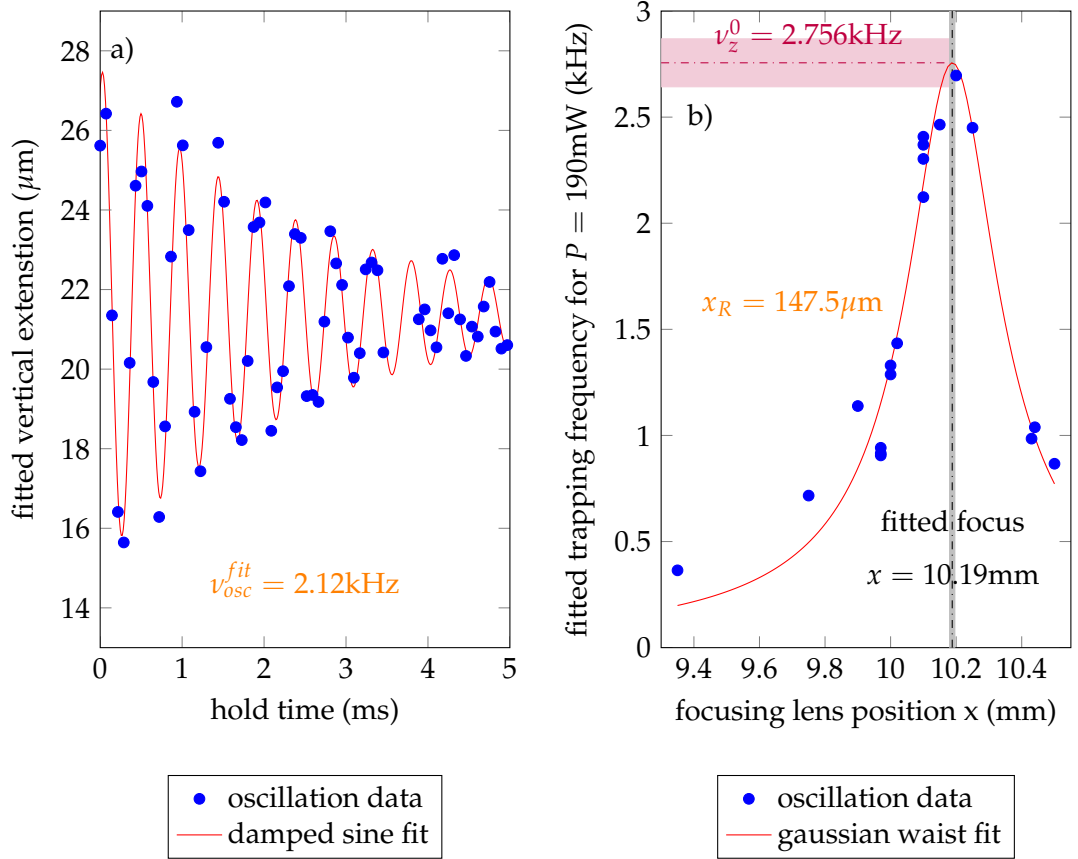 28
26
24
22
20
18
16
14
0
1
2
3
4
5
a)
fitted vertical extenstion (μm)
hold time (ms)
ν_osc^fit = 2.12kHz
oscillation data
damped sine fit
3
2.5
2
1.5
1
0.5
0
9.4
9.6
9.8
10
10.2
10.4
b)
fitted trapping frequency for P = 190mW (kHz)
focusing lens position x (mm)
ν_z^0 = 2.756kHz
x_R = 147.5μm
fitted focus
x = 10.19mm
oscillation data
gaussian waist fit